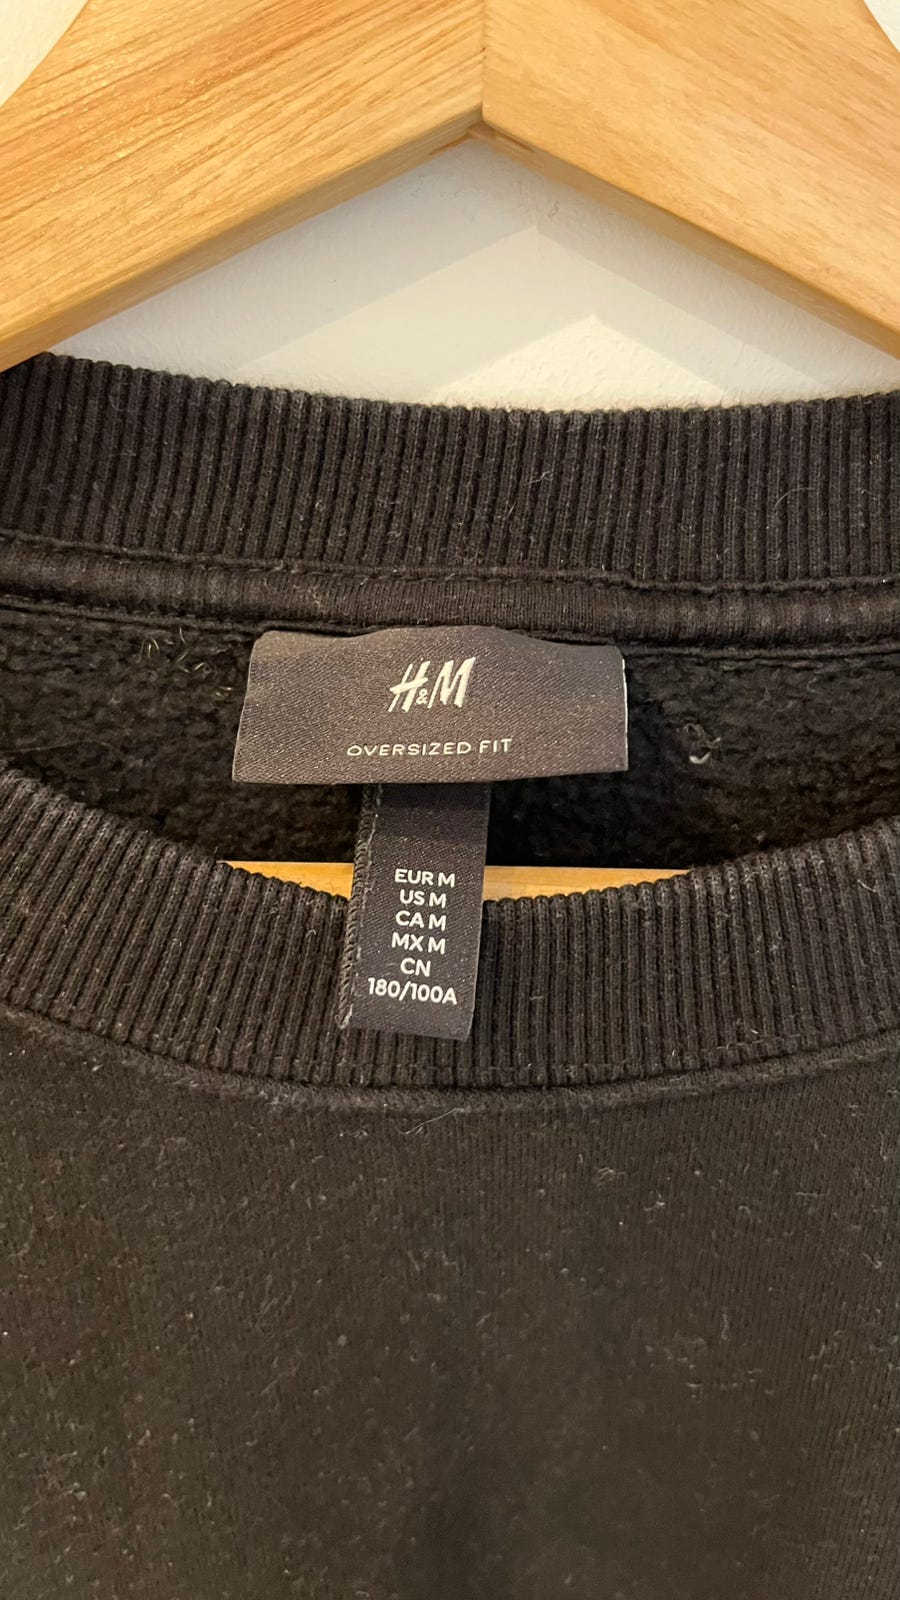 H&M
OVERSIZED FIT
EUR M
US M
CA M
MX M
CN
180/100A